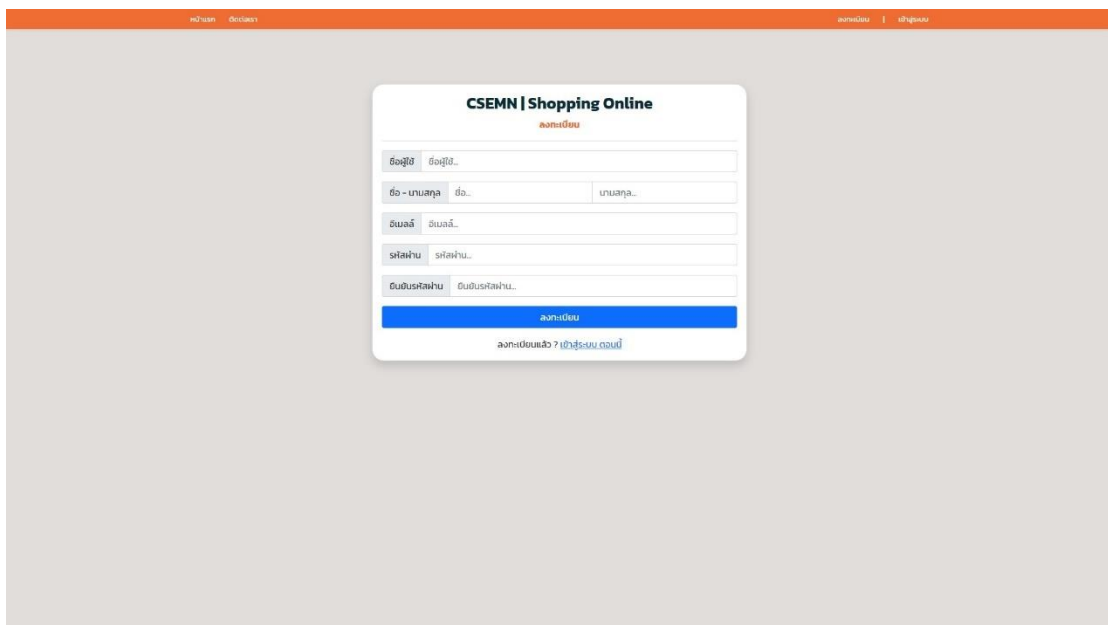 หน้าแรก ติดต่อเรา ลงทะเบียน | เข้าสู่ระบบ
CSEMN | Shopping Online
ลงทะเบียน
ชื่อผู้ใช้ ชื่อผู้ใช้...
ชื่อ - นามสกุล ชื่อ... นามสกุล...
อีเมลล์ อีเมลล์...
รหัสผ่าน รหัสผ่าน...
ยืนยันรหัสผ่าน ยืนยันรหัสผ่าน...
ลงทะเบียน
ลงทะเบียนแล้ว ? เข้าสู่ระบบ ตอนนี้